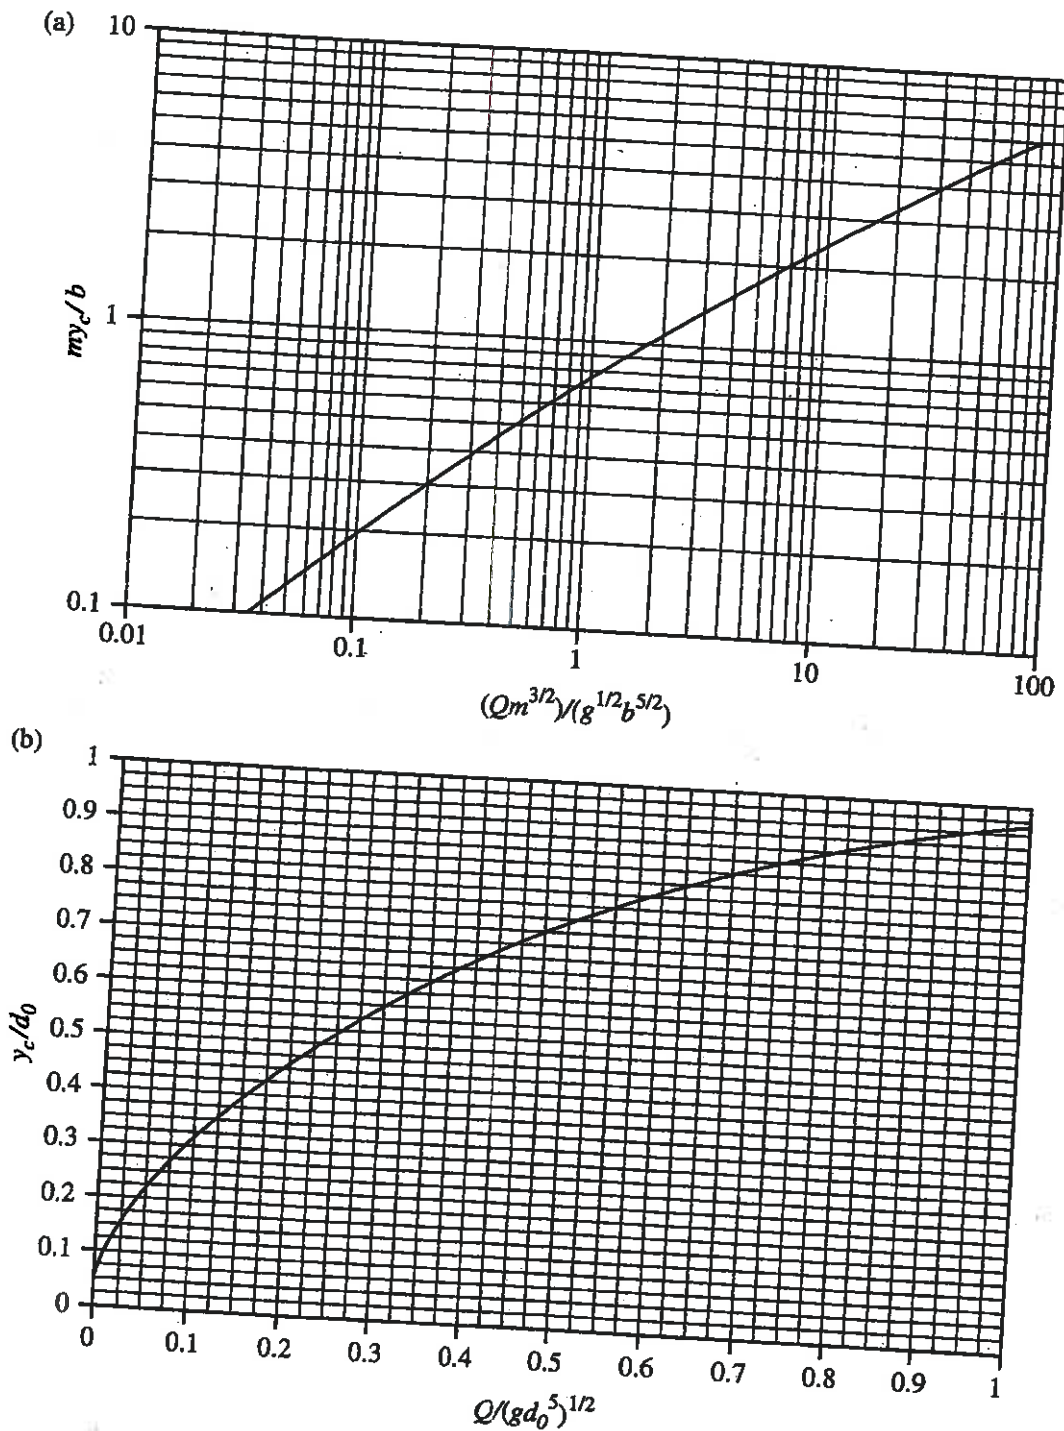 (a)
10
1
0.1
my_c/b
0.01 0.1 1 10 100
(Qm^{3/2})/(g^{1/2}b^{5/2})
(b)
1
0.9
0.8
0.7
0.6
0.5
0.4
0.3
0.2
0.1
0
y_c/d_0
0 0.1 0.2 0.3 0.4 0.5 0.6 0.7 0.8 0.9 1
Q/(gd_0^5)^{1/2}